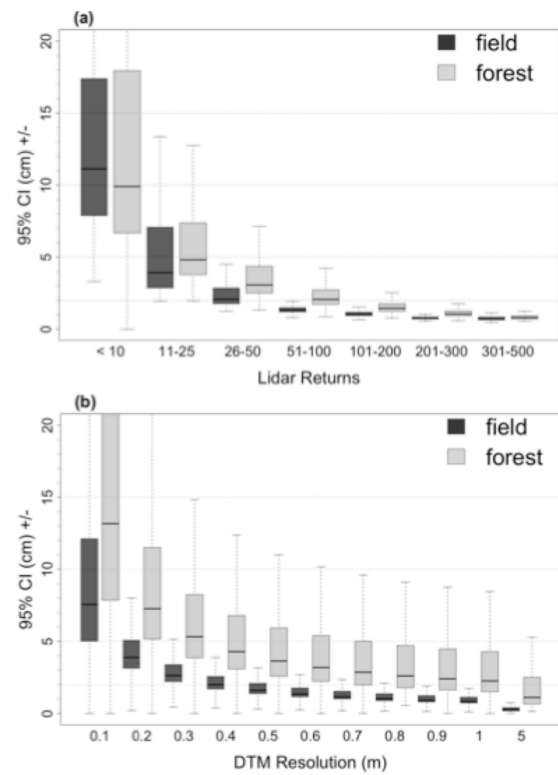 (a)
field
forest
20
15
10
5
0
95% CI (cm) +/-
< 10 11-25 26-50 51-100 101-200 201-300 301-500
Lidar Returns
(b)
field
forest
20
15
10
5
0
95% CI (cm) +/-
0.1 0.2 0.3 0.4 0.5 0.6 0.7 0.8 0.9 1 5
DTM Resolution (m)